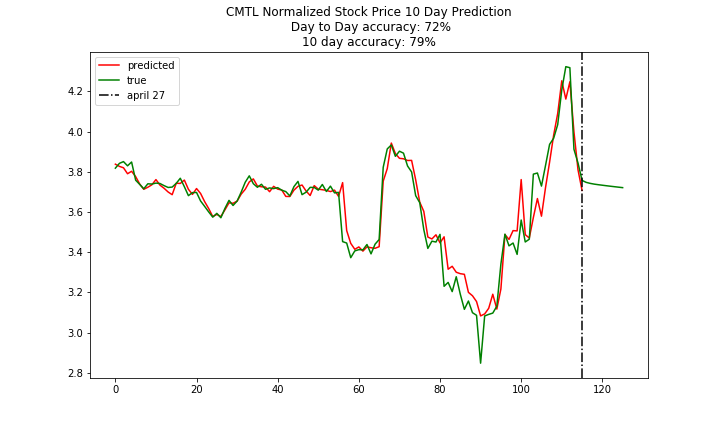 CMTL Normalized Stock Price 10 Day Prediction
Day to Day accuracy: 72%
10 day accuracy: 79%
predicted
true
april 27
4.2
4.0
3.8
3.6
3.4
3.2
3.0
2.8
0 20 40 60 80 100 120